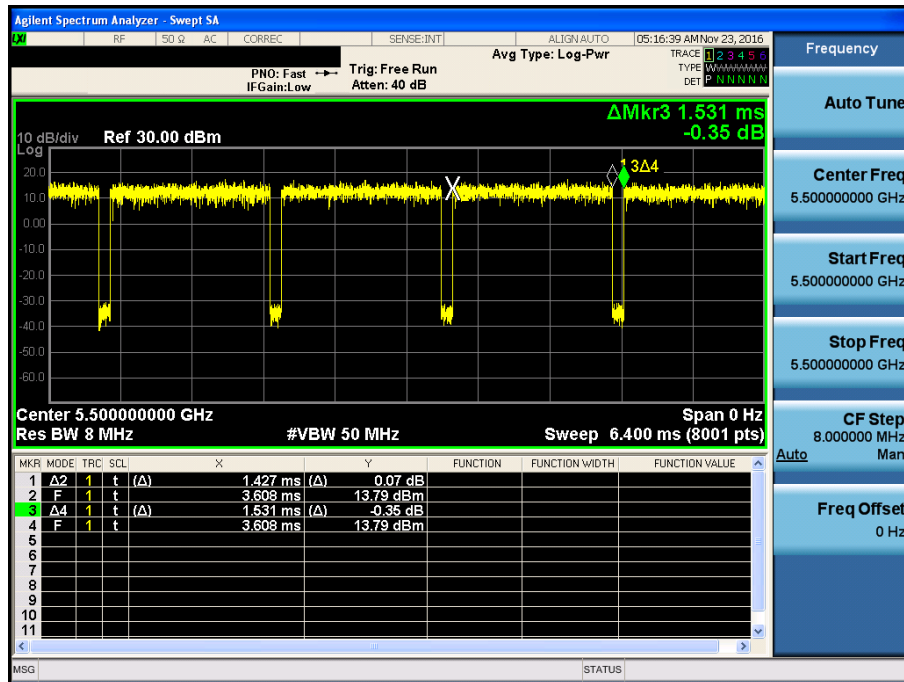 Agilent Spectrum Analyzer - Swept SA
LXI RF 50 Ω AC CORREC SENSE:INT ALIGN AUTO 05:16:39 AM Nov 23, 2016
PNO: Fast
IFGain:Low
Trig: Free Run
Atten: 40 dB
Avg Type: Log-Pwr
TRACE 1 2 3 4 5 6
TYPE WWWWWW
DET P N N N N N
ΔMkr3 1.531 ms
-0.35 dB
10 dB/div Ref 30.00 dBm
Log
20.0
10.0
0.00
-10.0
-20.0
-30.0
-40.0
-50.0
-60.0
X
3Δ4
Center 5.500000000 GHz Span 0 Hz
Res BW 8 MHz #VBW 50 MHz Sweep 6.400 ms (8001 pts)
MKR MODE TRC SCL X Y FUNCTION FUNCTION WIDTH FUNCTION VALUE
1 Δ2 1 t (Δ) 1.427 ms (Δ) 0.07 dB
2 F 1 t 3.608 ms 13.79 dBm
3 Δ4 1 t (Δ) 1.531 ms (Δ) -0.35 dB
4 F 1 t 3.608 ms 13.79 dBm
5
6
7
8
9
10
11
MSG STATUS
Frequency
Auto Tune
Center Freq
5.500000000 GHz
Start Freq
5.500000000 GHz
Stop Freq
5.500000000 GHz
CF Step
8.000000 MHz
Auto Man
Freq Offset
0 Hz